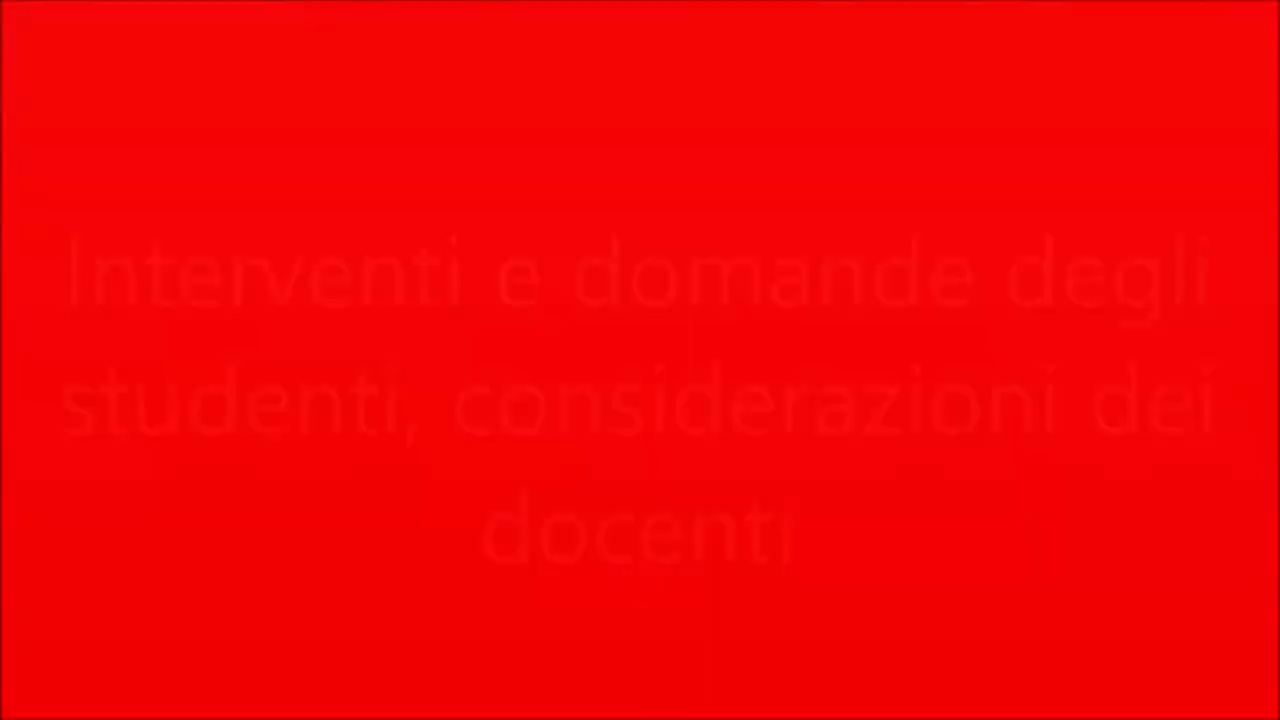 Interventi e domande degli
studenti, considerazioni dei
docenti